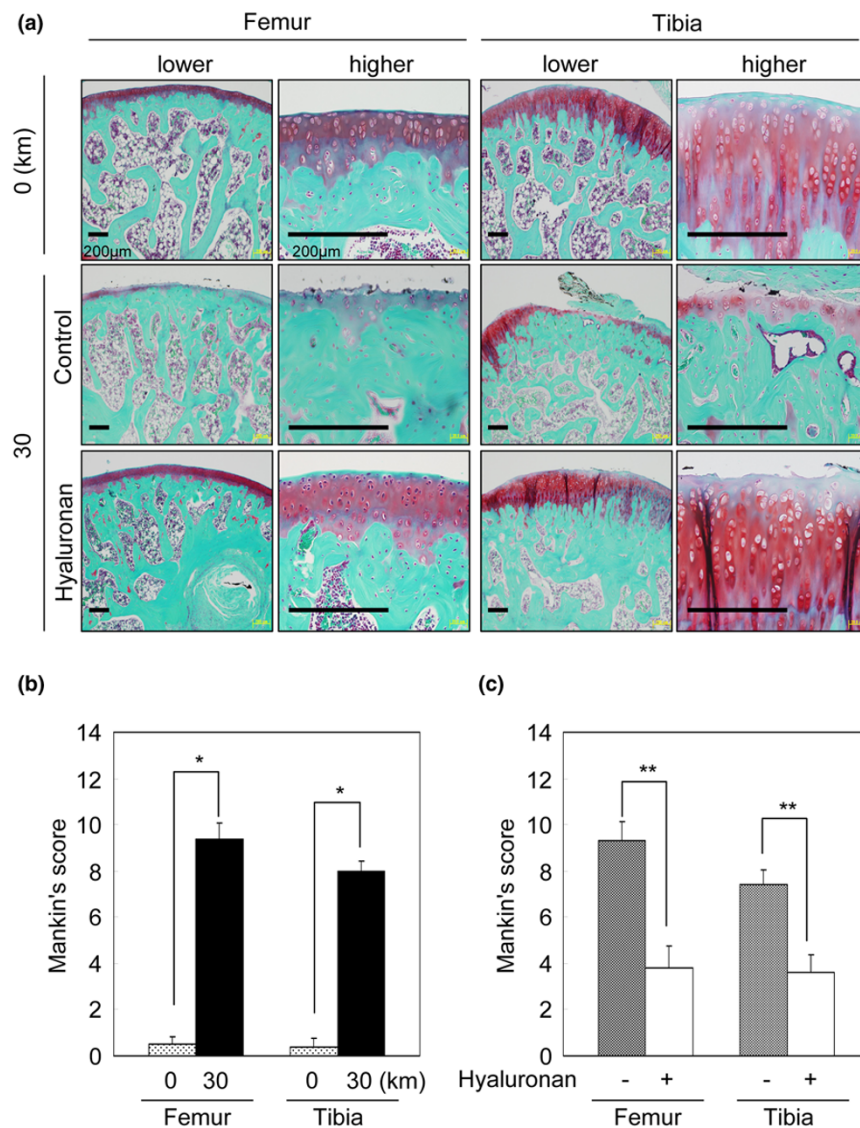 (a)
Femur
Tibia
lower
higher
lower
higher
0 (km)
200μm
200μm
30
Control
Hyaluronan
(b)
Mankin's score
14
12
10
8
6
4
2
0
*
*
0 30 0 30 (km)
Femur Tibia
(c)
Mankin's score
14
12
10
8
6
4
2
0
**
**
Hyaluronan - + - +
Femur Tibia